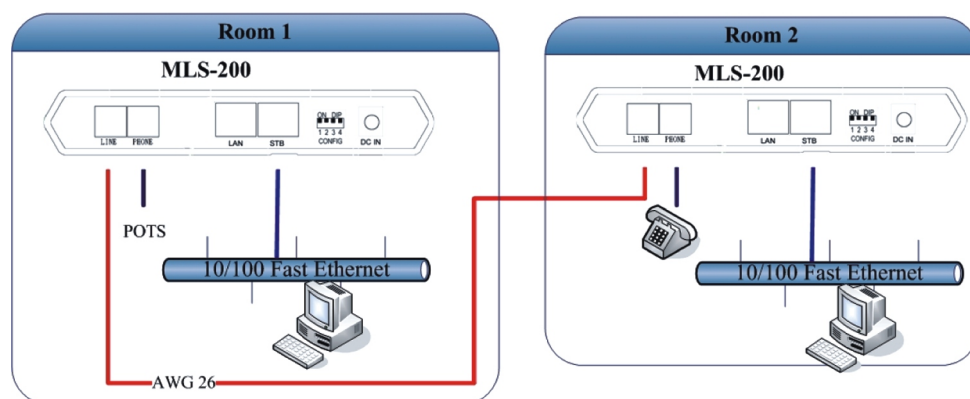 Room 1
MLS-200
LINE PHONE LAN STB ON DIP 1 2 3 4 CONFIG DC IN
POTS
10/100 Fast Ethernet
AWG 26
Room 2
MLS-200
LINE PHONE LAN STB ON DIP 1 2 3 4 CONFIG DC IN
10/100 Fast Ethernet